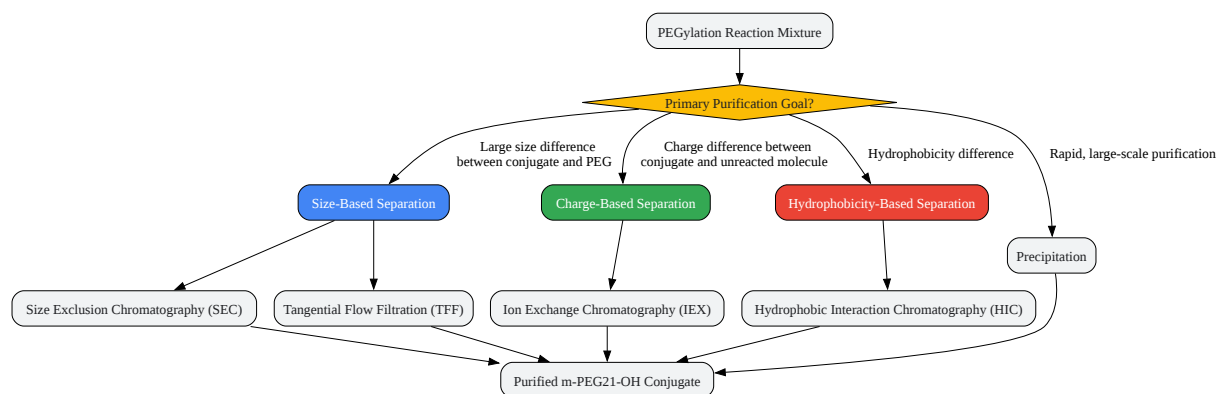 PEGylation Reaction Mixture
Primary Purification Goal?
Large size difference
between conjugate and PEG
Charge difference between
conjugate and unreacted molecule
Hydrophobicity difference
Rapid, large-scale purification
Size-Based Separation
Charge-Based Separation
Hydrophobicity-Based Separation
Precipitation
Size Exclusion Chromatography (SEC)
Tangential Flow Filtration (TFF)
Ion Exchange Chromatography (IEX)
Hydrophobic Interaction Chromatography (HIC)
Purified m-PEG21-OH Conjugate